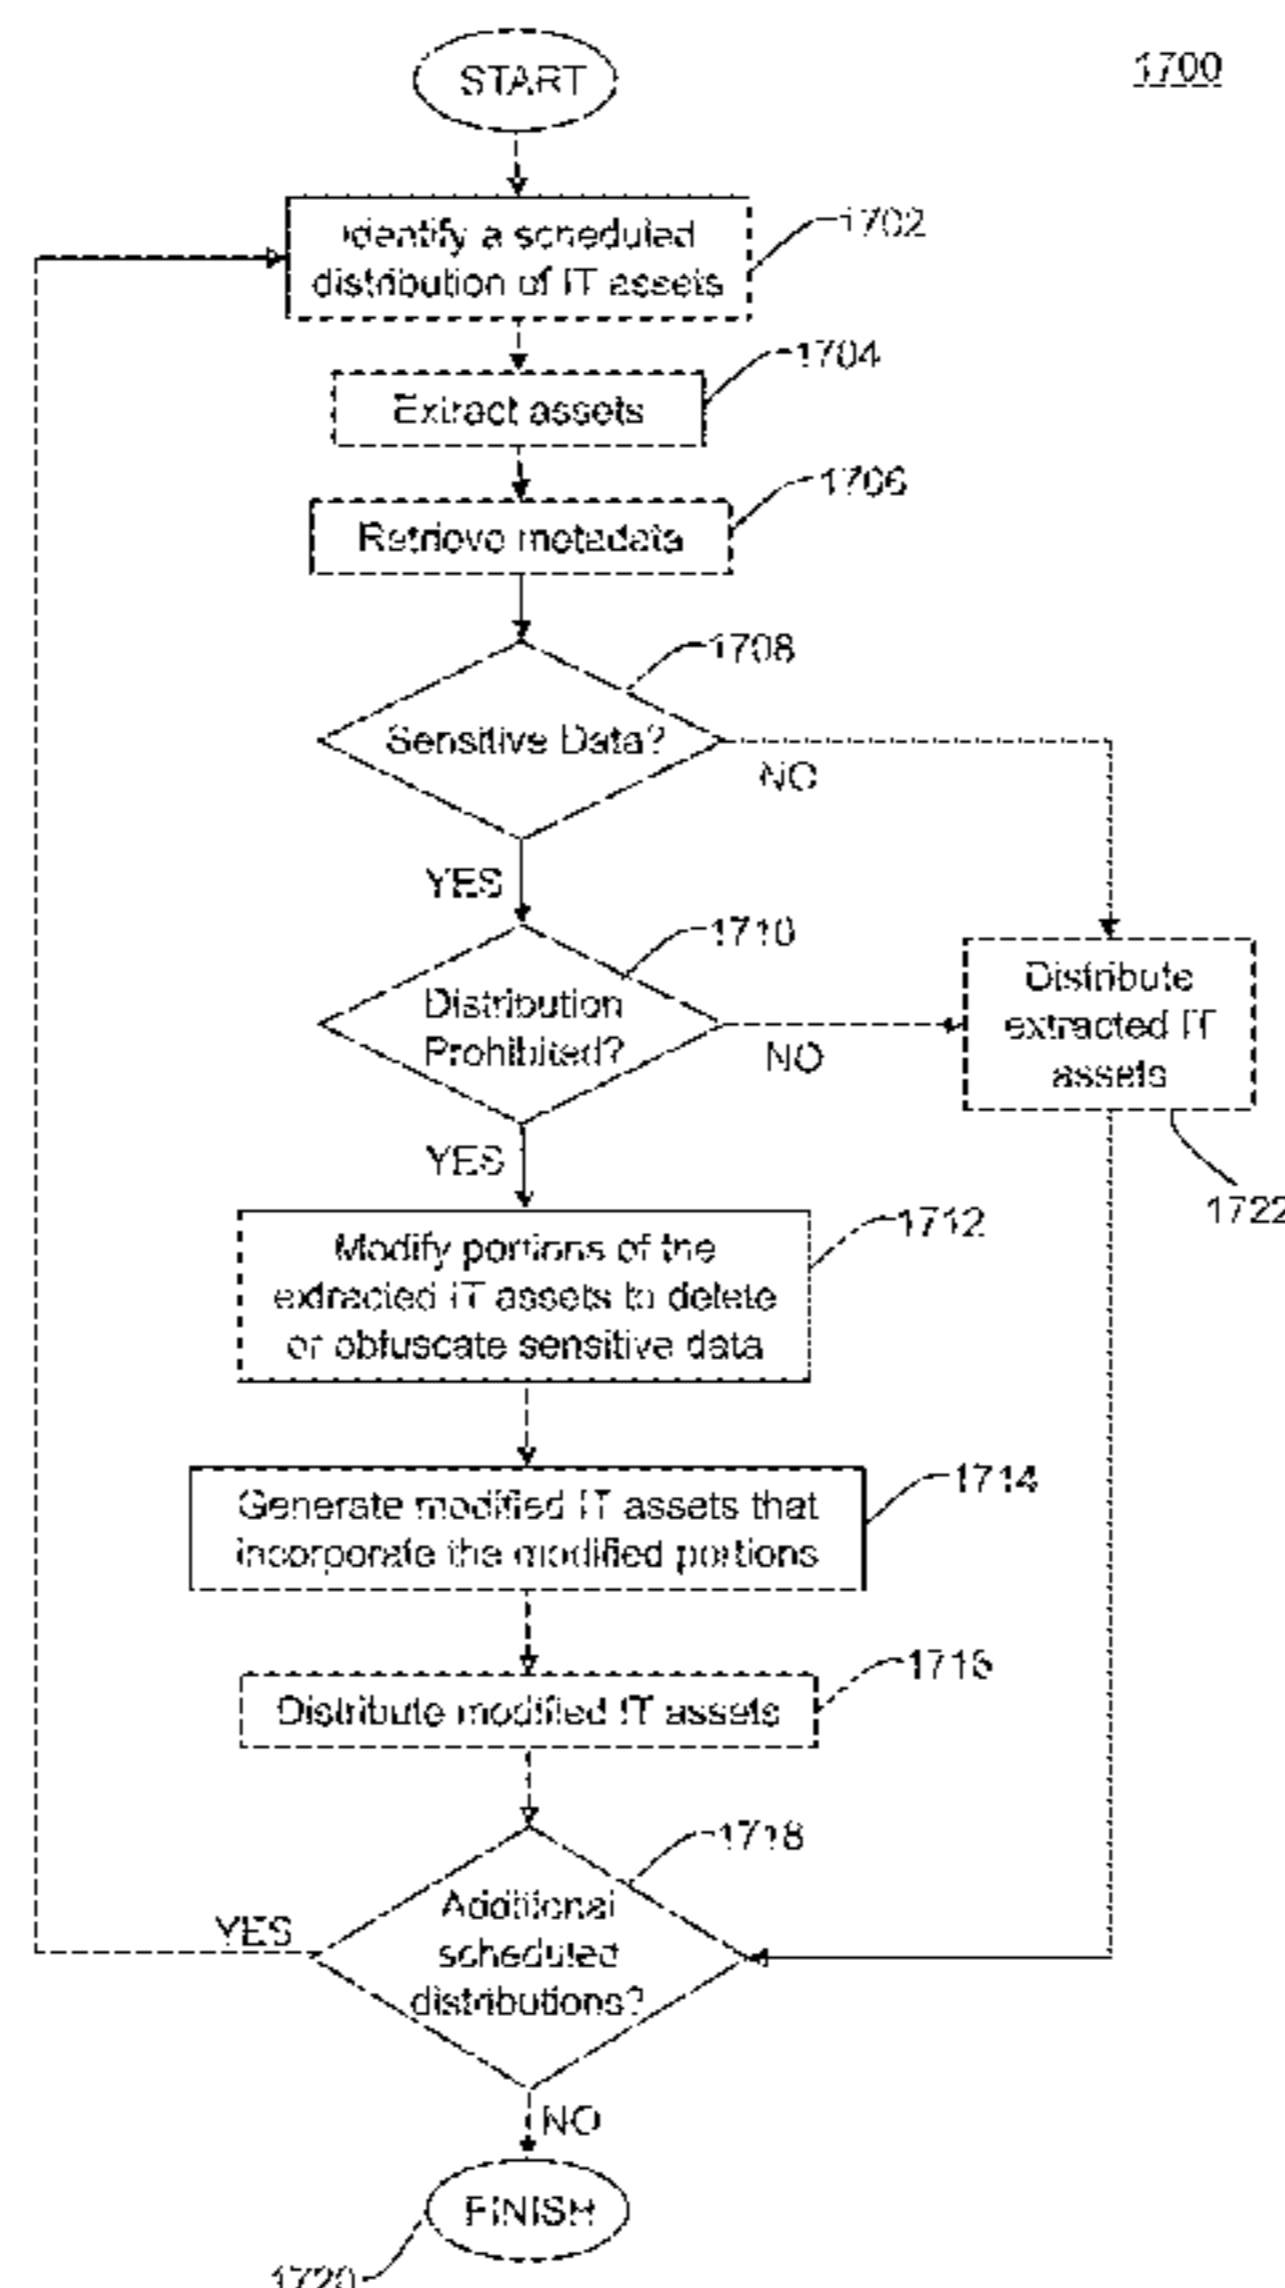 START
1700
Identify a scheduled
distribution of IT assets
1702
Extract assets
1704
Retrieve metadata
1706
Sensitive Data?
1708
NO
YES
Distribution
Prohibited?
1710
NO
Distribute
extracted IT
assets
1722
YES
Modify portions of the
extracted IT assets to delete
or obfuscate sensitive data
1712
Generate modified IT assets that
incorporate the modified portions
1714
Distribute modified IT assets
1716
Additional
scheduled
distributions?
1718
YES
NO
FINISH
1720